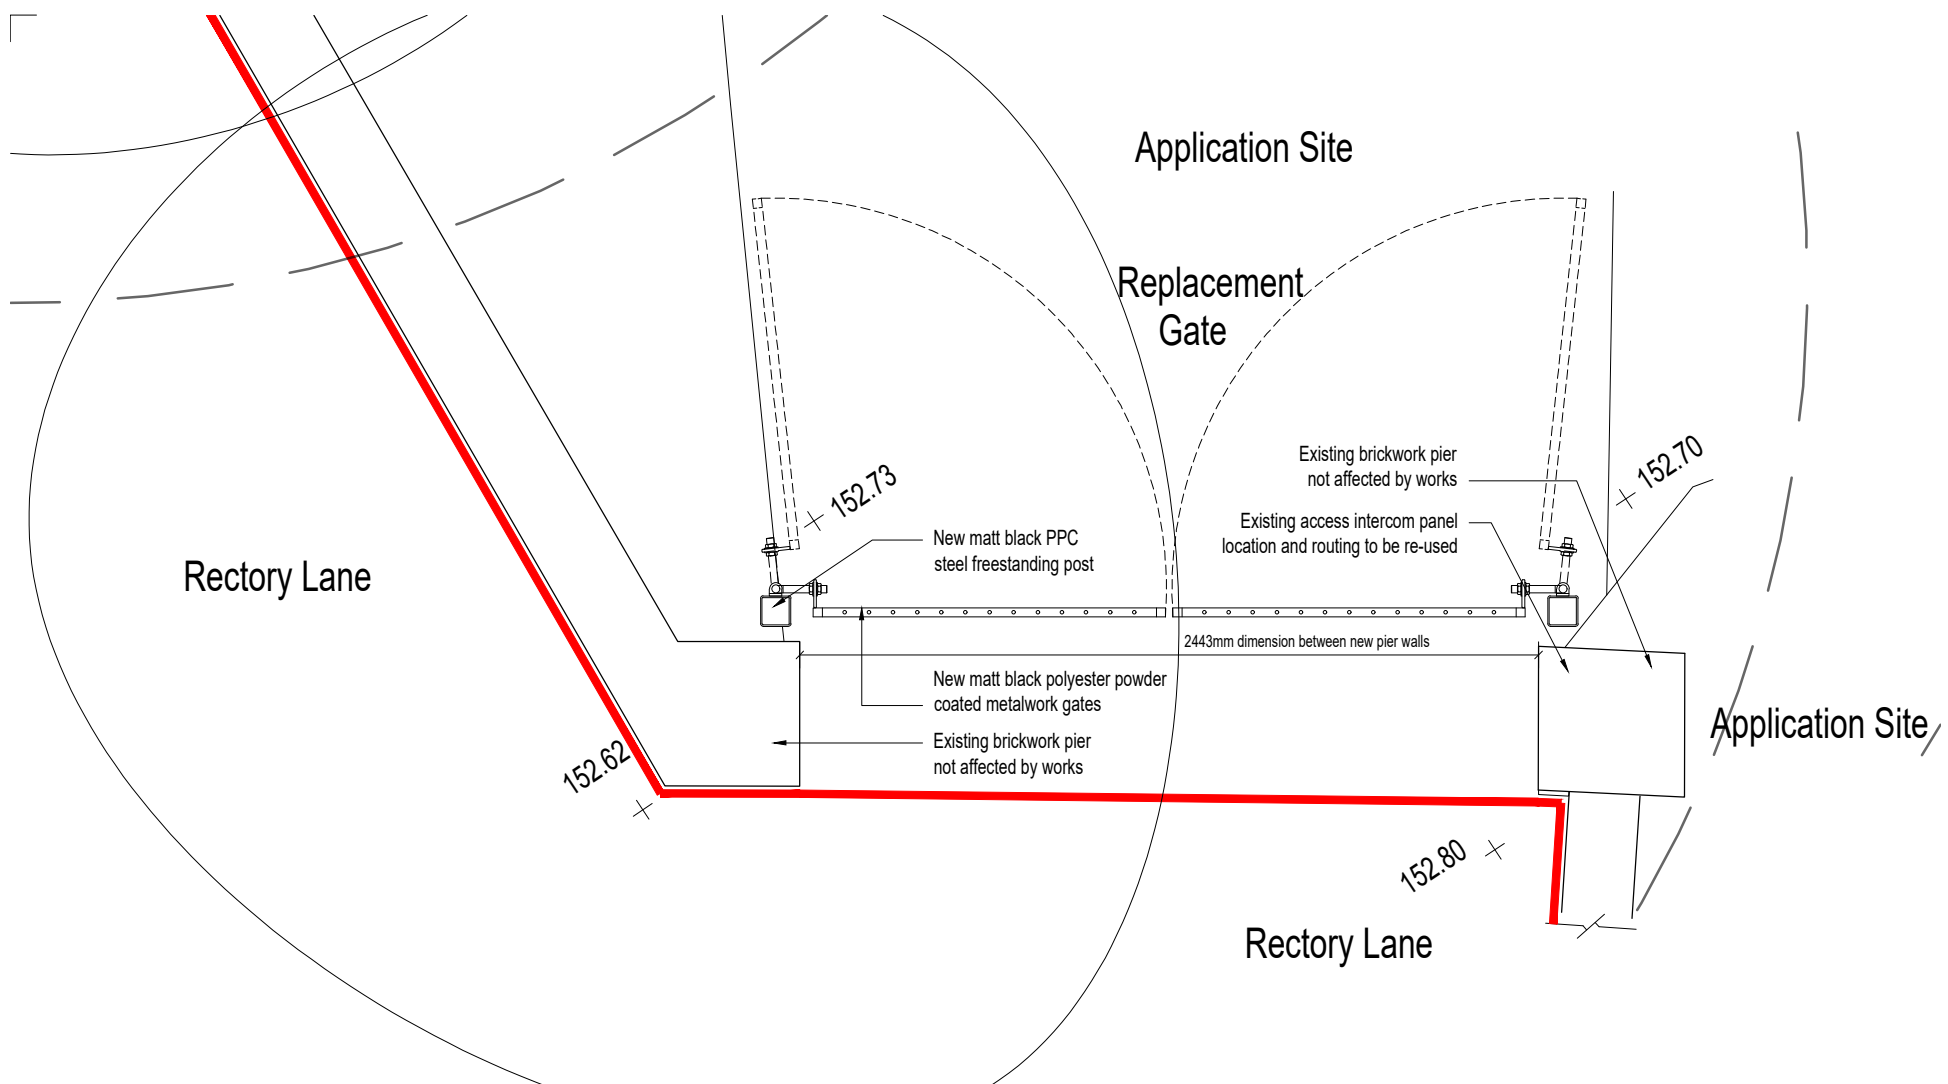 Application Site
Replacement
Gate
Existing brickwork pier
not affected by works
152.70
152.73
Existing access intercom panel
location and routing to be re-used
New matt black PPC
steel freestanding post
Rectory Lane
2443mm dimension between new pier walls
New matt black polyester powder
coated metalwork gates
Application Site
Existing brickwork pier
not affected by works
152.62
152.80
Rectory Lane